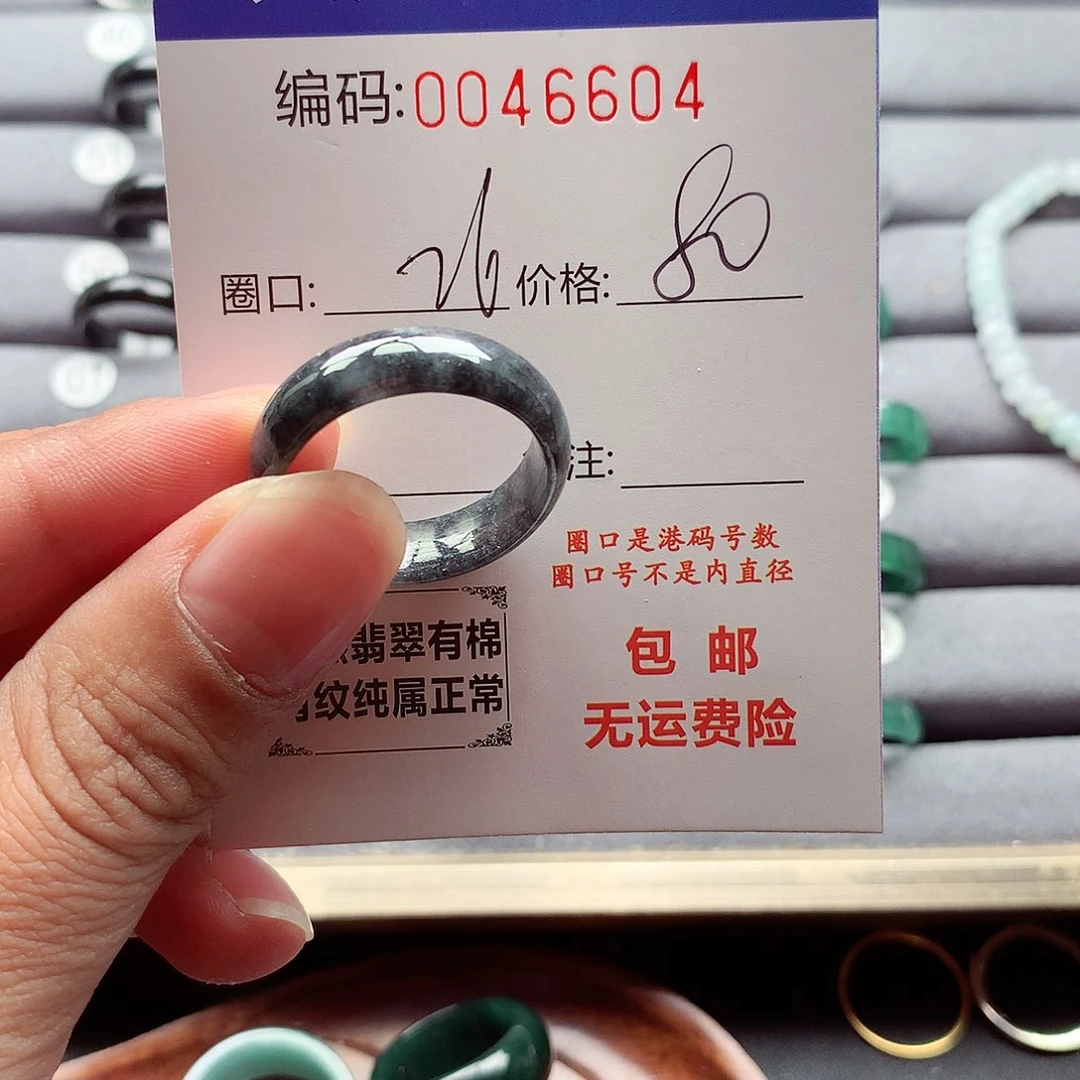 编码:0046604
圈口: 26 价格: 80
注:
圈口是港码号数
圈口号不是内直径
翡翠有棉
纹纯属正常
包邮
无运费险